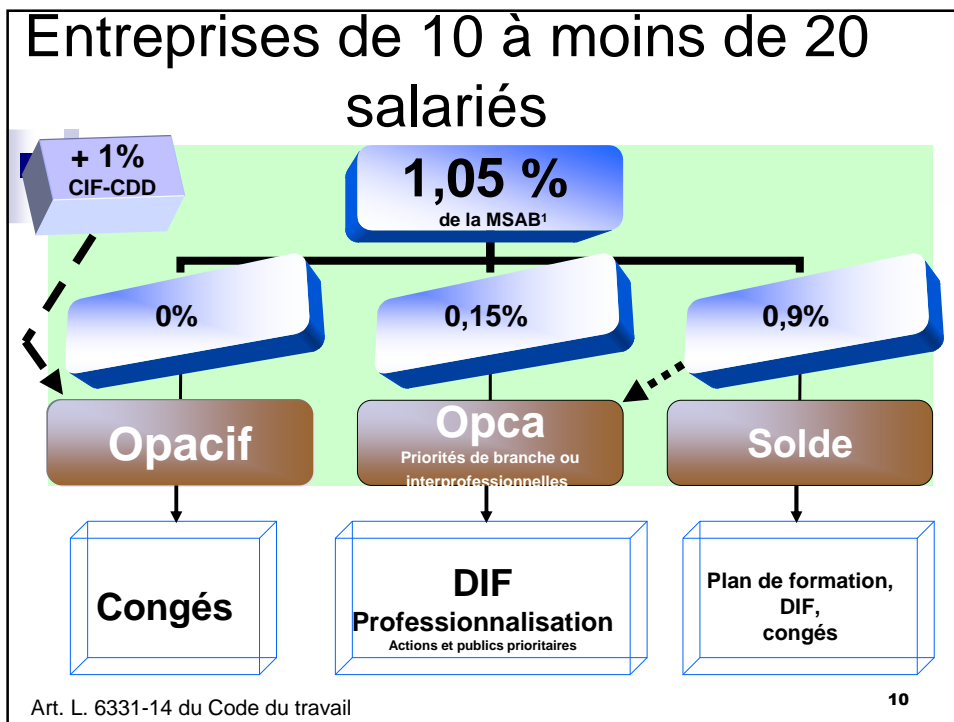 Entreprises de 10 à moins de 20
salariés
+ 1%
CIF-CDD
1,05 %
de la MSAB¹
0%
0,15%
0,9%
Opacif
Opca
Priorités de branche ou
interprofessionnelles
Solde
Congés
DIF
Professionnalisation
Actions et publics prioritaires
Plan de formation,
DIF,
congés
Art. L. 6331-14 du Code du travail
10